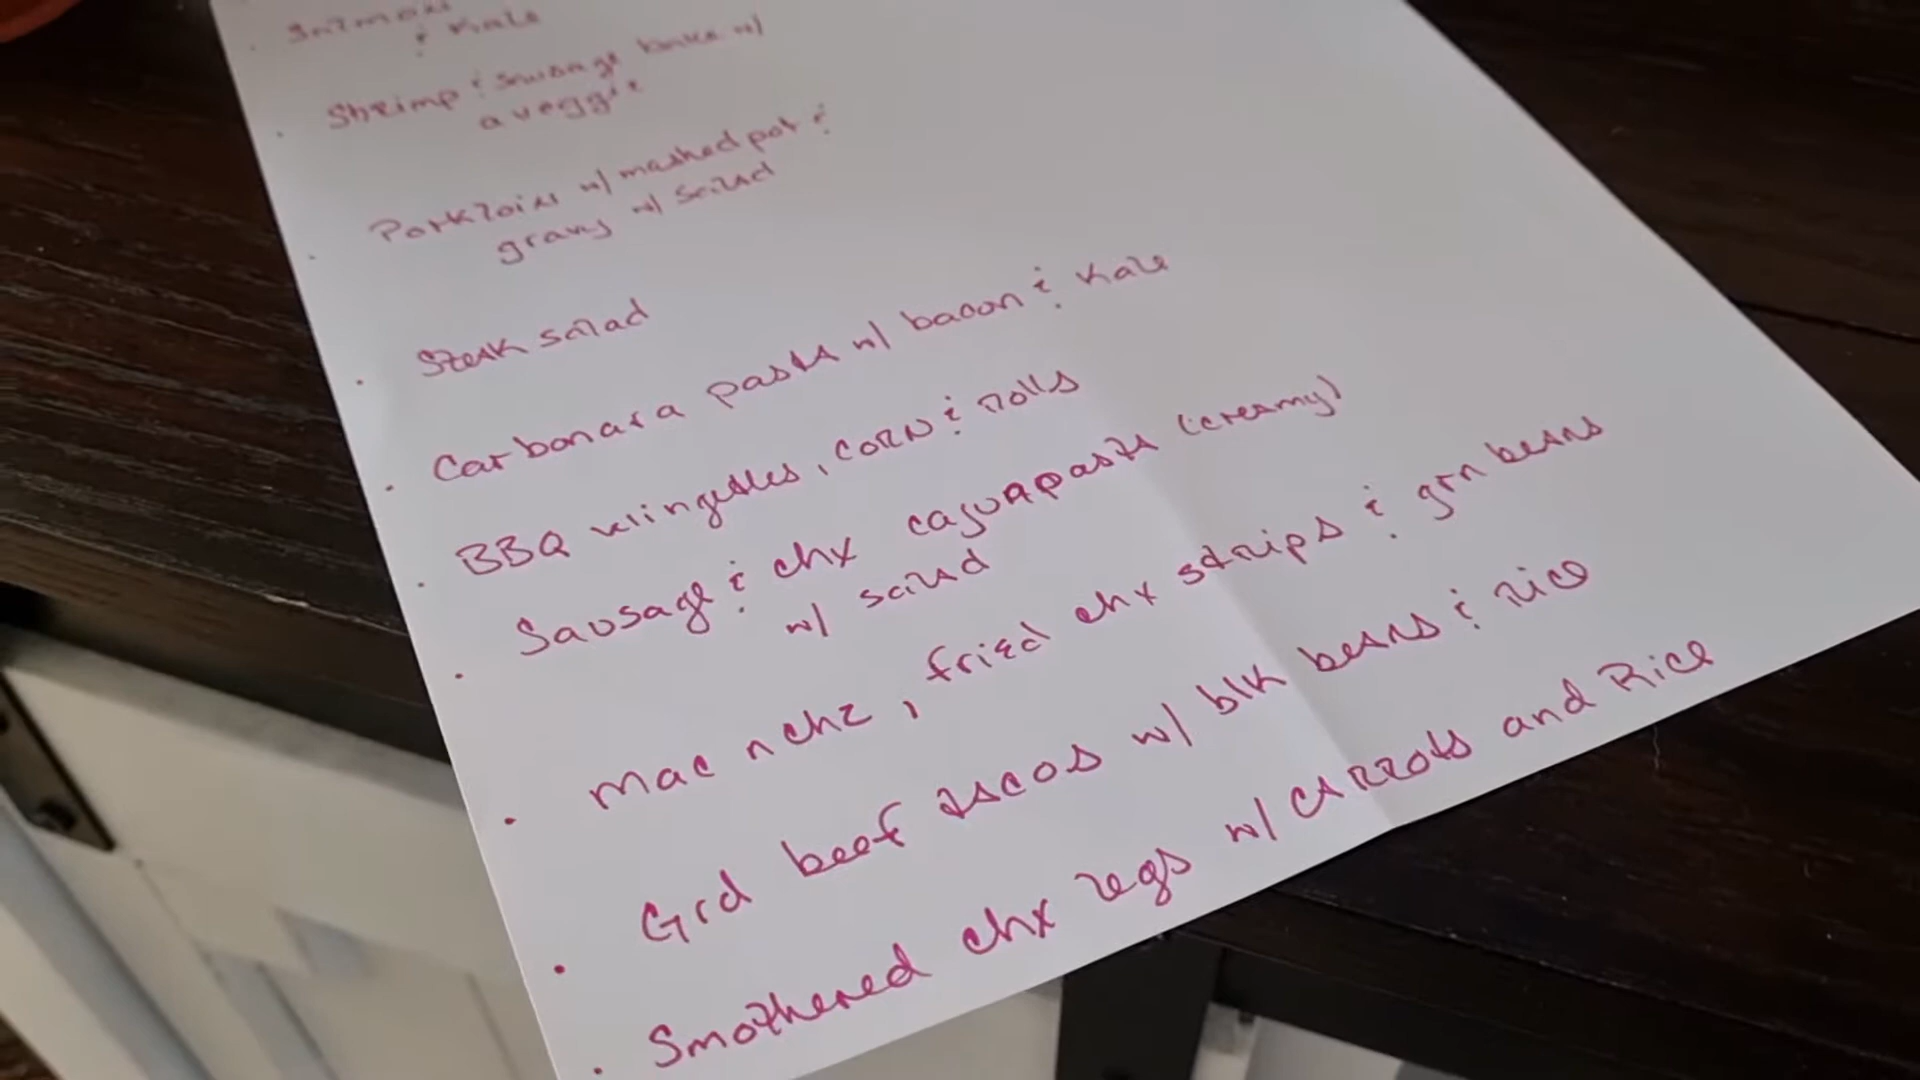 Salmon
& Kale
Shrimp & sausage bake w/
a veggie
Pork loin w/ mashed pot &
gravy w/ salad
Steak salad
Carbonara pasta w/ bacon & kale
BBQ wingettes, corn & rolls
Sausage & chx cajun pasta (creamy)
w/ salad
mac n chz, fried chx strips & grn beans
Grd beef tacos w/ blk beans & rice
Smothered chx legs w/ carrots and Rice